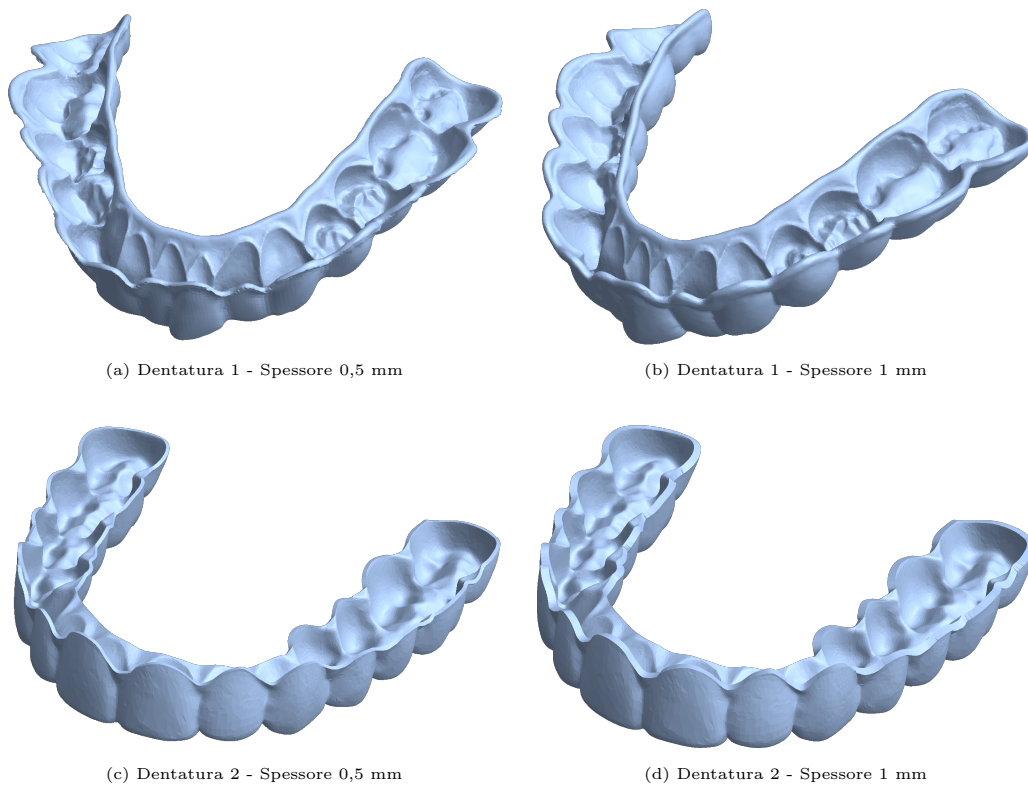 (a) Dentatura 1 - Spessore 0,5 mm
(b) Dentatura 1 - Spessore 1 mm
(c) Dentatura 2 - Spessore 0,5 mm
(d) Dentatura 2 - Spessore 1 mm